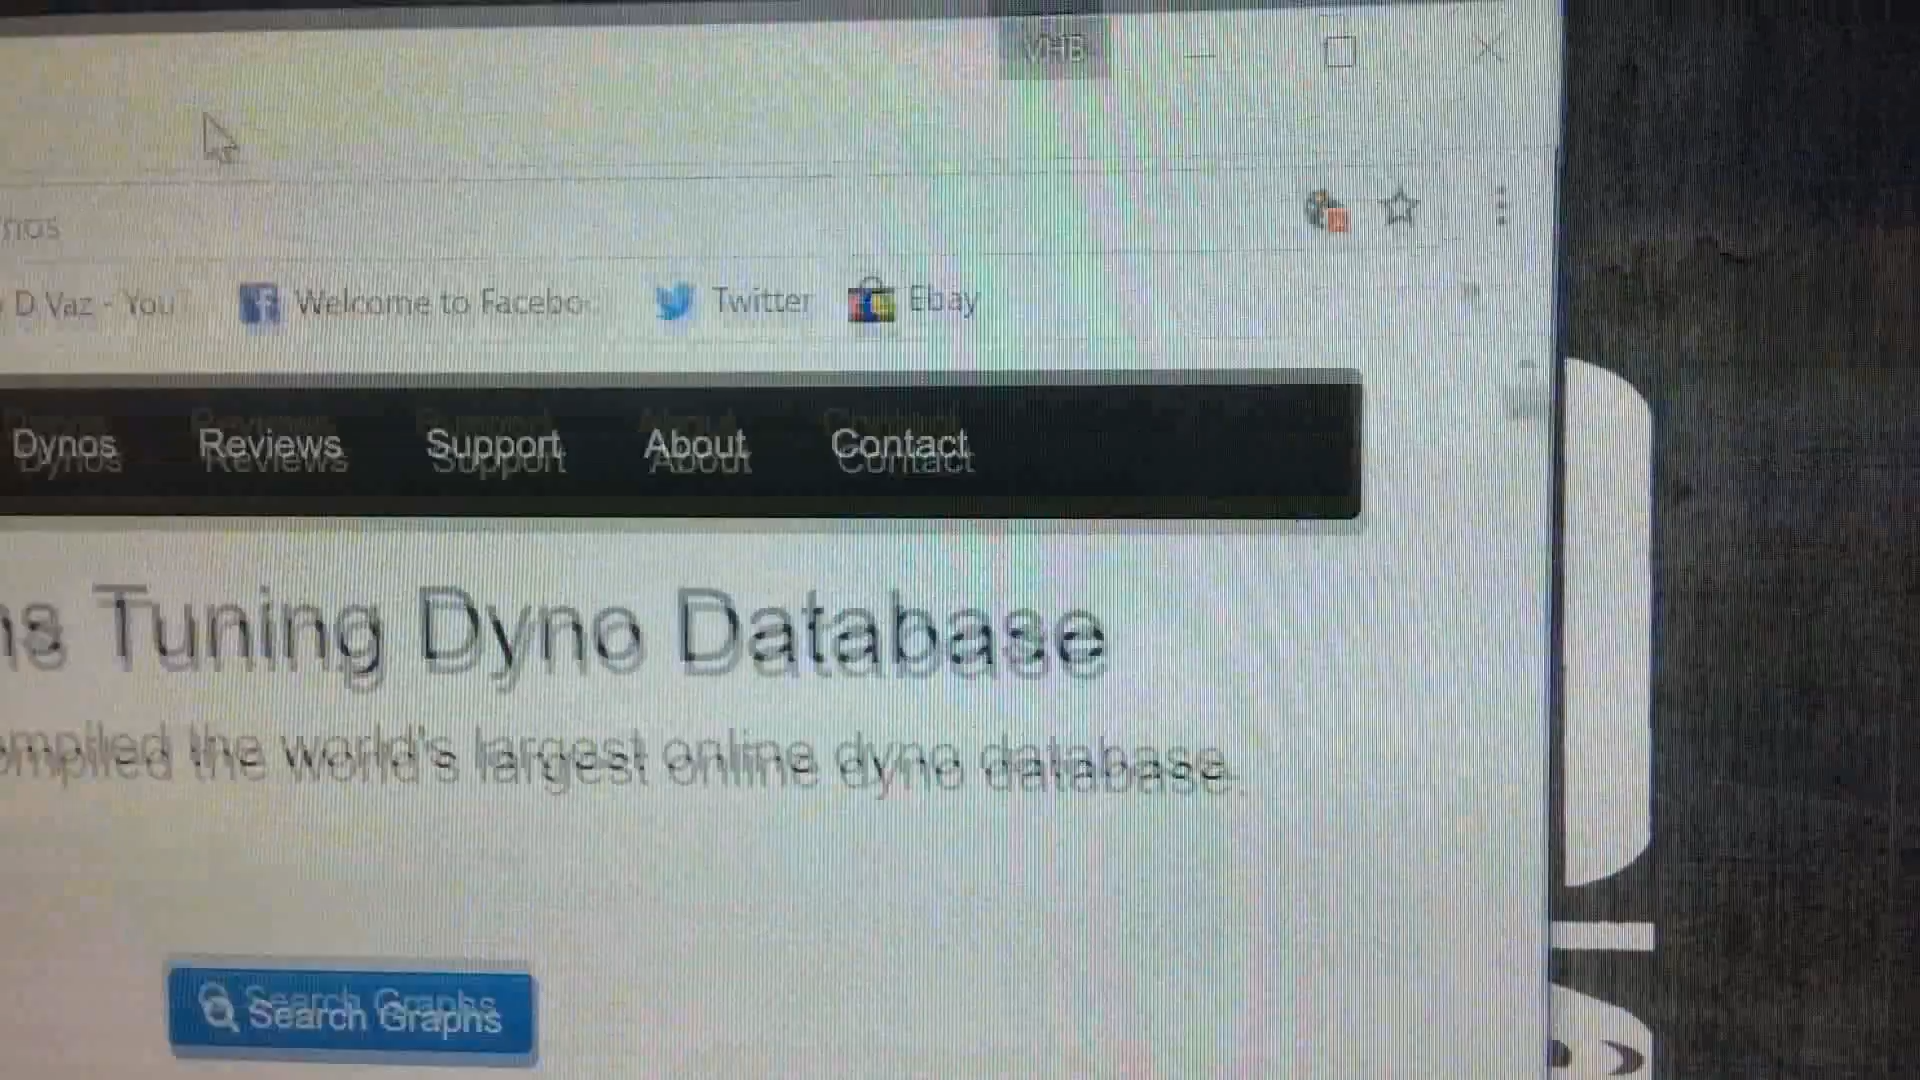 VHB
D Vaz - You
Welcome to Facebo
Twitter
Ebay
Dynos Reviews Support About Contact
Tuning Dyno Database
the world's largest online dyno database.
Search Graphs